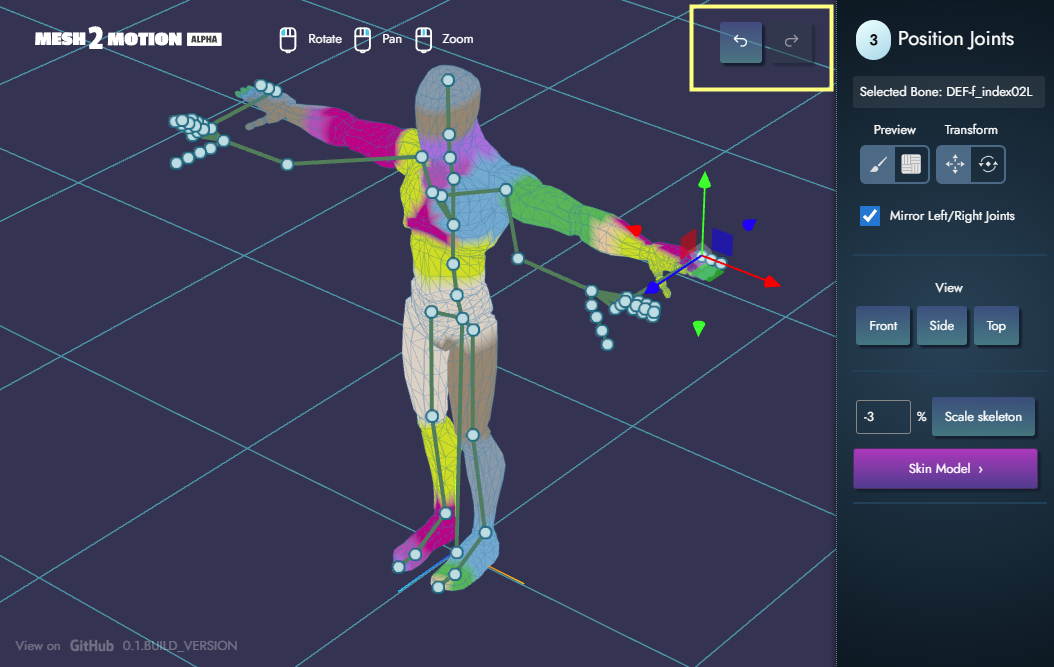 MESH2MOTION ALPHA
Rotate Pan Zoom
3 Position Joints
Selected Bone: DEF-f_index02L
Preview Transform
Mirror Left/Right Joints
View
Front Side Top
-3 % Scale skeleton
Skin Model ›
View on GitHub 0.1.BUILD_VERSION